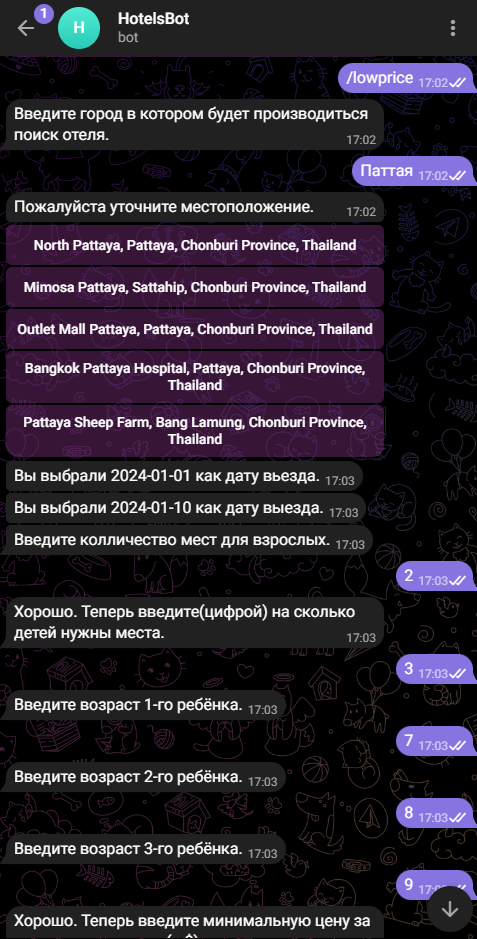 1
H
HotelsBot
bot
/lowprice 17:02
Введите город в котором будет производиться
поиск отеля.
17:02
Паттая 17:02
Пожалуйста уточните местоположение. 17:02
North Pattaya, Pattaya, Chonburi Province, Thailand
Mimosa Pattaya, Sattahip, Chonburi Province, Thailand
Outlet Mall Pattaya, Pattaya, Chonburi Province, Thailand
Bangkok Pattaya Hospital, Pattaya, Chonburi Province,
Thailand
Pattaya Sheep Farm, Bang Lamung, Chonburi Province,
Thailand
Вы выбрали 2024-01-01 как дату вьезда. 17:03
Вы выбрали 2024-01-10 как дату выезда. 17:03
Введите колличество мест для взрослых. 17:03
2 17:03
Хорошо. Теперь введите(цифрой) на сколько
детей нужны места.
17:03
3 17:03
Введите возраст 1-го ребёнка. 17:03
7 17:03
Введите возраст 2-го ребёнка. 17:03
8 17:03
Введите возраст 3-го ребёнка. 17:03
9
Хорошо. Теперь введите минимальную цену за